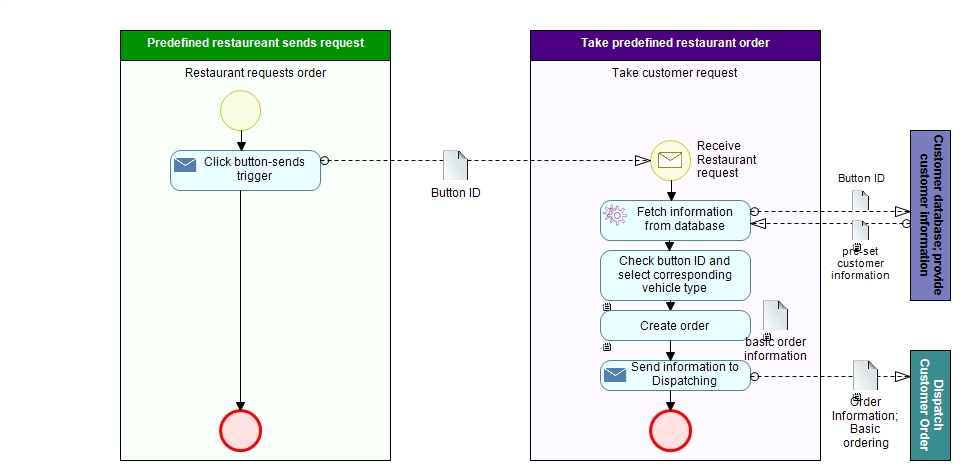 Predefined restaureant sends request
Restaurant requests order
Click button-sends
trigger
Button ID
Take predefined restaurant order
Take customer request
Receive
Restaurant
request
Fetch information
from database
Check button ID and
select corresponding
vehicle type
Create order
basic order
information
Send information to
Dispatching
Button ID
pre-set
customer
information
Customer database; provide
customer information
Order
Information;
Basic
ordering
Dispatch
Customer Order